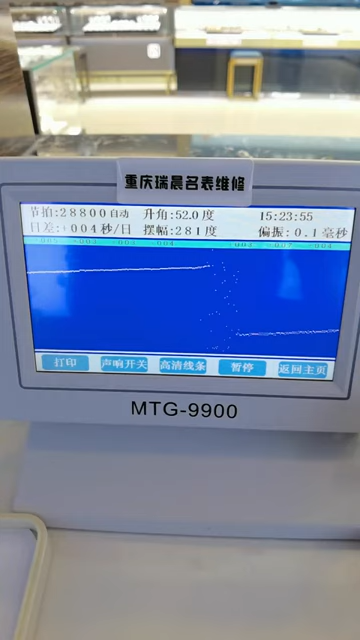 重庆瑞晨名表维修
节拍:28800自动 升角:52.0度 15:23:55
日差:+004秒/日 摆幅:281度 偏振:0.1毫秒
打印 声响开关 高清线条 暂停 返回主页
MTG-9900